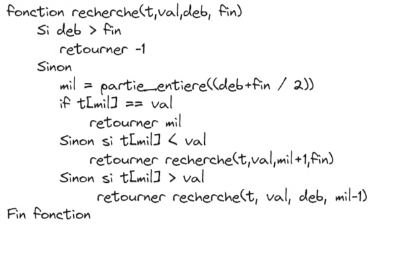 fonction recherche(t,val,deb, fin)
Si deb > fin
retourner -1
Sinon
mil = partie_entiere((deb+fin / 2))
if t[mil] == val
retourner mil
Sinon si t[mil] < val
retourner recherche(t,val,mil+1,fin)
Sinon si t[mil] > val
retourner recherche(t, val, deb, mil-1)
Fin fonction